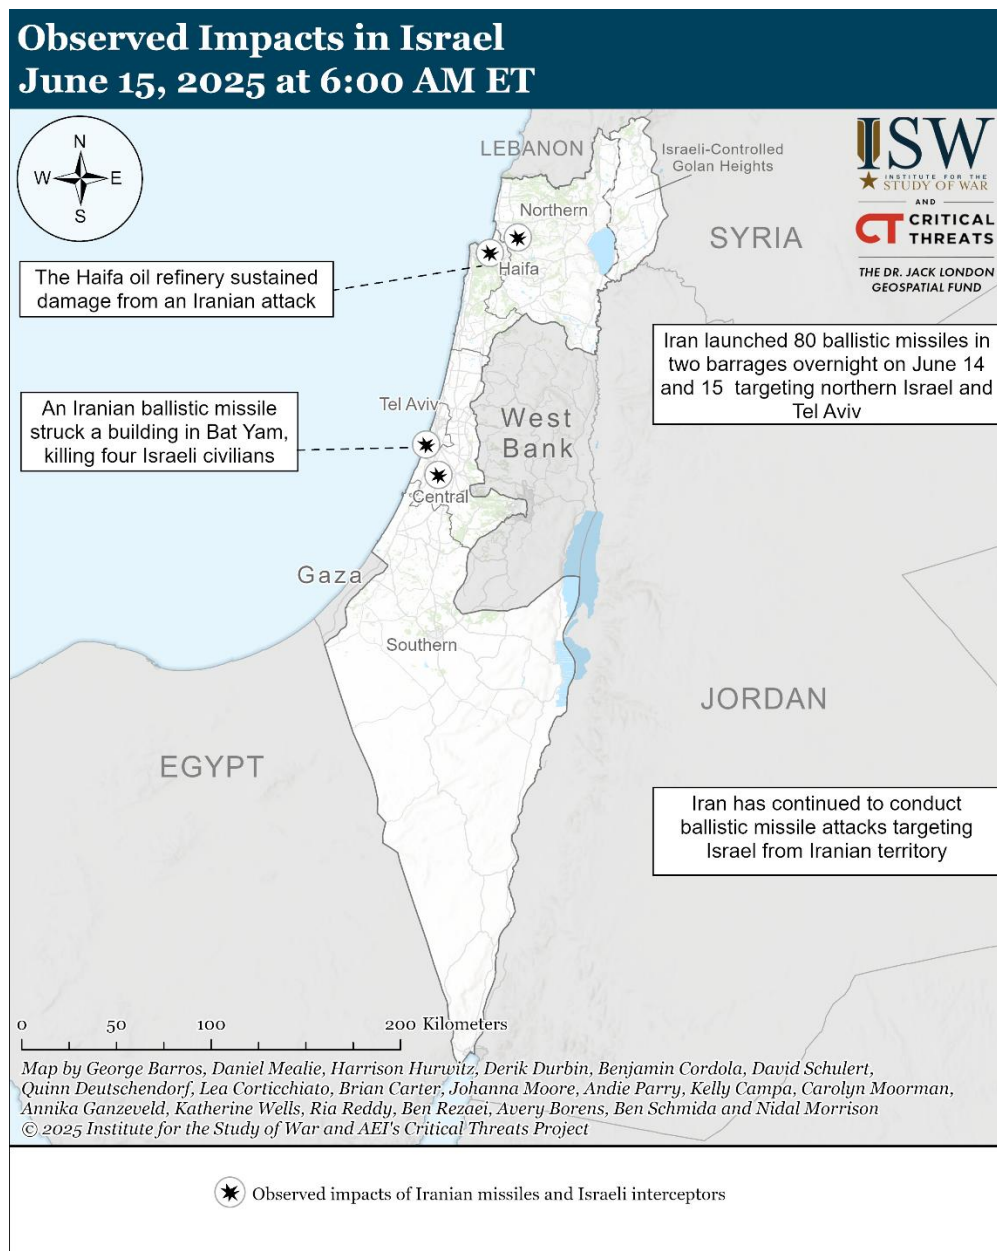 Observed Impacts in Israel
June 15, 2025 at 6:00 AM ET
N
W
E
S
LEBANON
Israeli-Controlled
Golan Heights
Northern
SYRIA
ISW
INSTITUTE FOR THE
STUDY OF WAR
AND
CT CRITICAL
THREATS
THE DR. JACK LONDON
GEOSPATIAL FUND
The Haifa oil refinery sustained
damage from an Iranian attack
Haifa
Iran launched 80 ballistic missiles in
two barrages overnight on June 14
and 15 targeting northern Israel and
Tel Aviv
Tel Aviv
An Iranian ballistic missile
struck a building in Bat Yam,
killing four Israeli civilians
West
Bank
Central
Gaza
Southern
JORDAN
EGYPT
Iran has continued to conduct
ballistic missile attacks targeting
Israel from Iranian territory
0 50 100 200 Kilometers
Map by George Barros, Daniel Mealie, Harrison Hurwitz, Derik Durbin, Benjamin Cordola, David Schulert,
Quinn Deutschendorf, Lea Corticchiato, Brian Carter, Johanna Moore, Andie Parry, Kelly Campa, Carolyn Moorman,
Annika Ganzeveld, Katherine Wells, Ria Reddy, Ben Rezaei, Avery Borens, Ben Schmida and Nidal Morrison
© 2025 Institute for the Study of War and AEI's Critical Threats Project
Observed impacts of Iranian missiles and Israeli interceptors